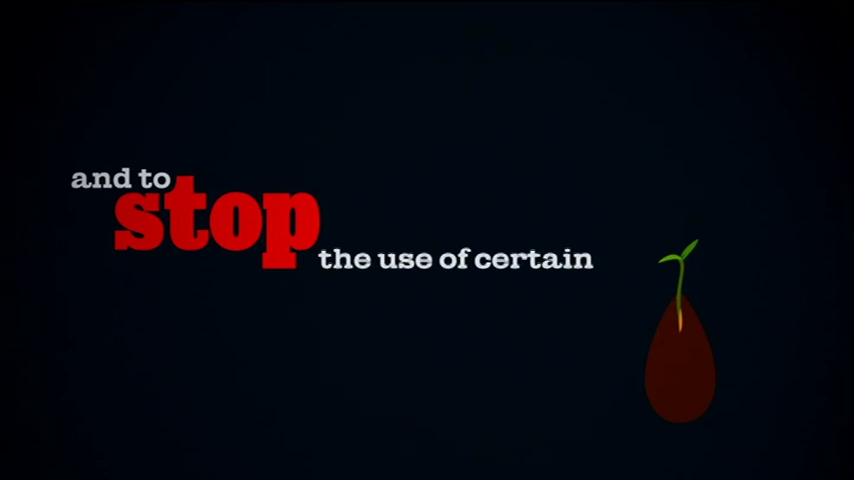 and to
stop
the use of certain